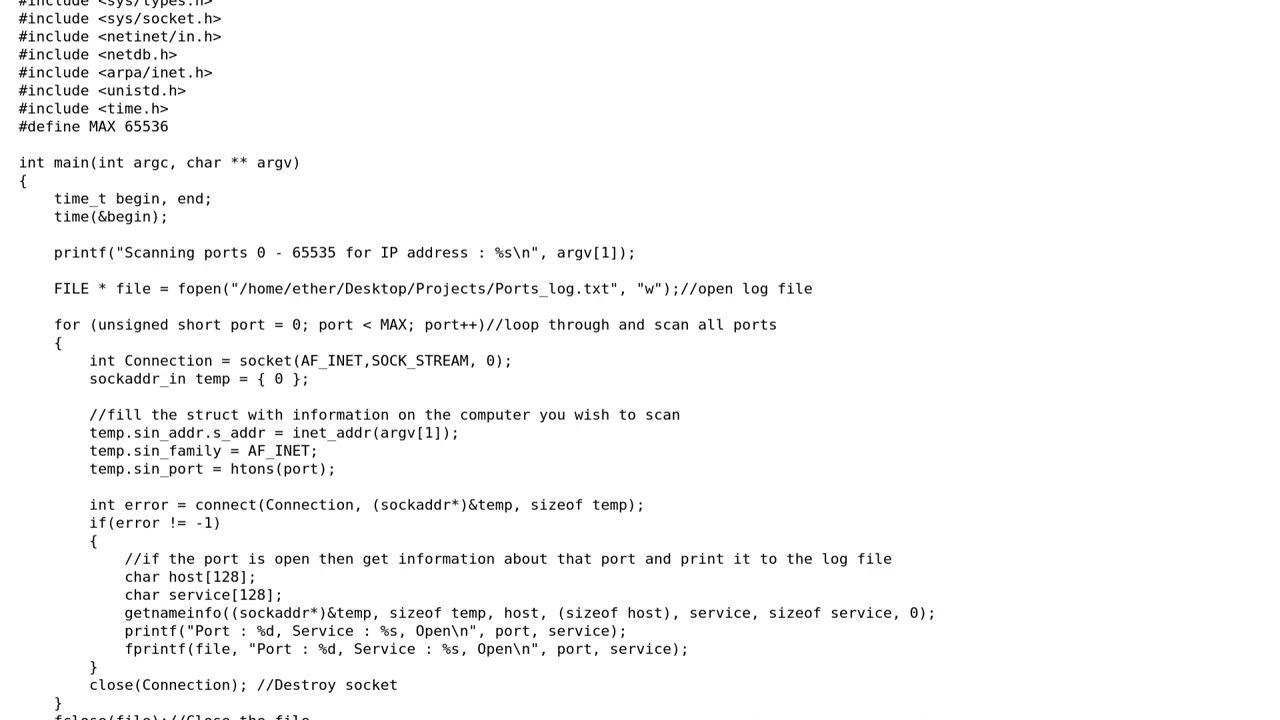 #include <sys/types.h>
#include <sys/socket.h>
#include <netinet/in.h>
#include <netdb.h>
#include <arpa/inet.h>
#include <unistd.h>
#include <time.h>
#define MAX 65536

int main(int argc, char ** argv)
{
    time_t begin, end;
    time(&begin);

    printf("Scanning ports 0 - 65535 for IP address : %s\n", argv[1]);

    FILE * file = fopen("/home/ether/Desktop/Projects/Ports_log.txt", "w");//open log file

    for (unsigned short port = 0; port < MAX; port++)//loop through and scan all ports
    {
        int Connection = socket(AF_INET,SOCK_STREAM, 0);
        sockaddr_in temp = { 0 };

        //fill the struct with information on the computer you wish to scan
        temp.sin_addr.s_addr = inet_addr(argv[1]);
        temp.sin_family = AF_INET;
        temp.sin_port = htons(port);

        int error = connect(Connection, (sockaddr*)&temp, sizeof temp);
        if(error != -1)
        {
            //if the port is open then get information about that port and print it to the log file
            char host[128];
            char service[128];
            getnameinfo((sockaddr*)&temp, sizeof temp, host, (sizeof host), service, sizeof service, 0);
            printf("Port : %d, Service : %s, Open\n", port, service);
            fprintf(file, "Port : %d, Service : %s, Open\n", port, service);
        }
        close(Connection); //Destroy socket
    }
    fclose(file);//Close the file